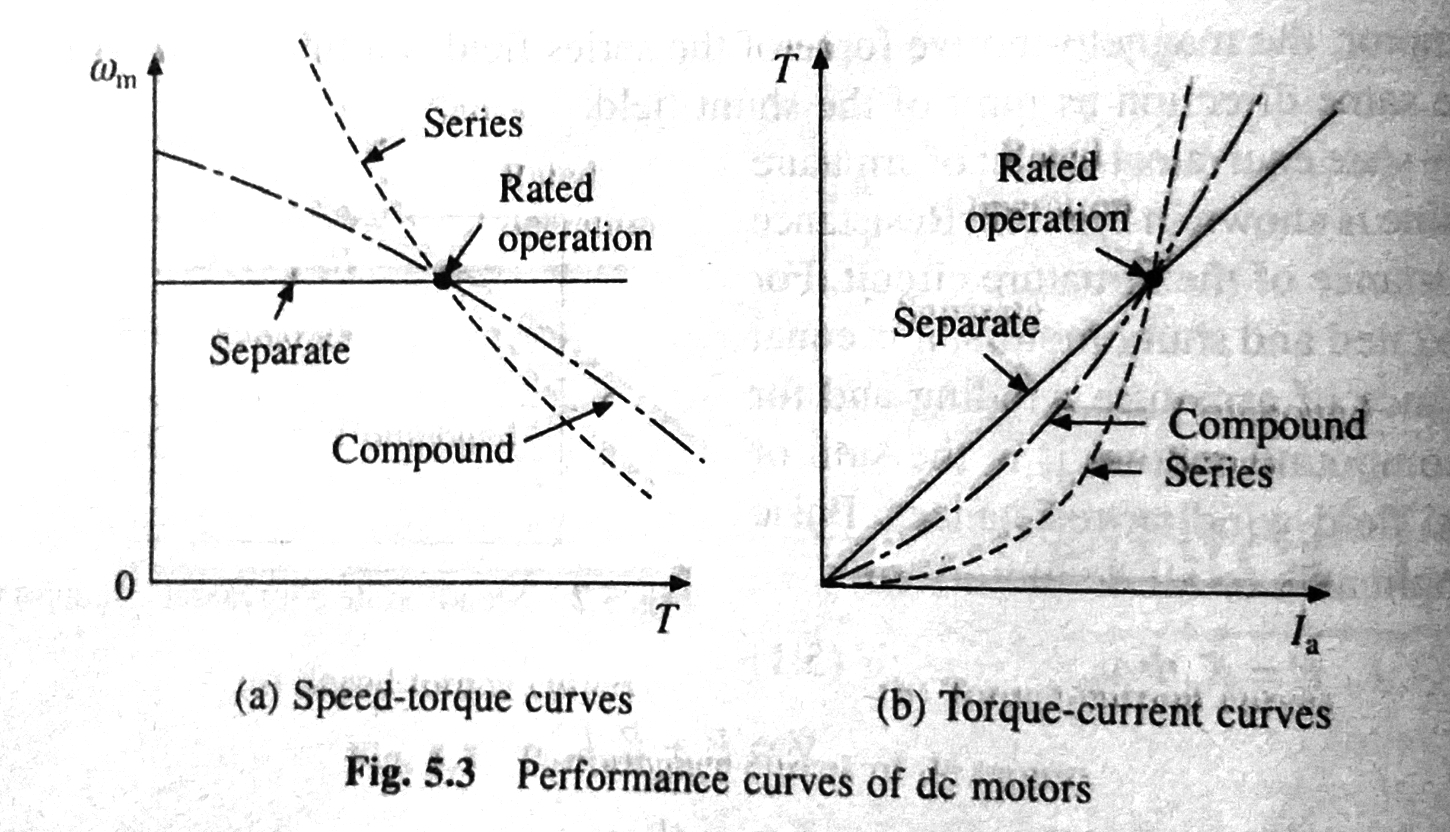 ωm
Series
Rated
operation
Separate
Compound
0
T
(a) Speed-torque curves
T
Rated
operation
Separate
Compound
Series
Ia
(b) Torque-current curves
Fig. 5.3 Performance curves of dc motors